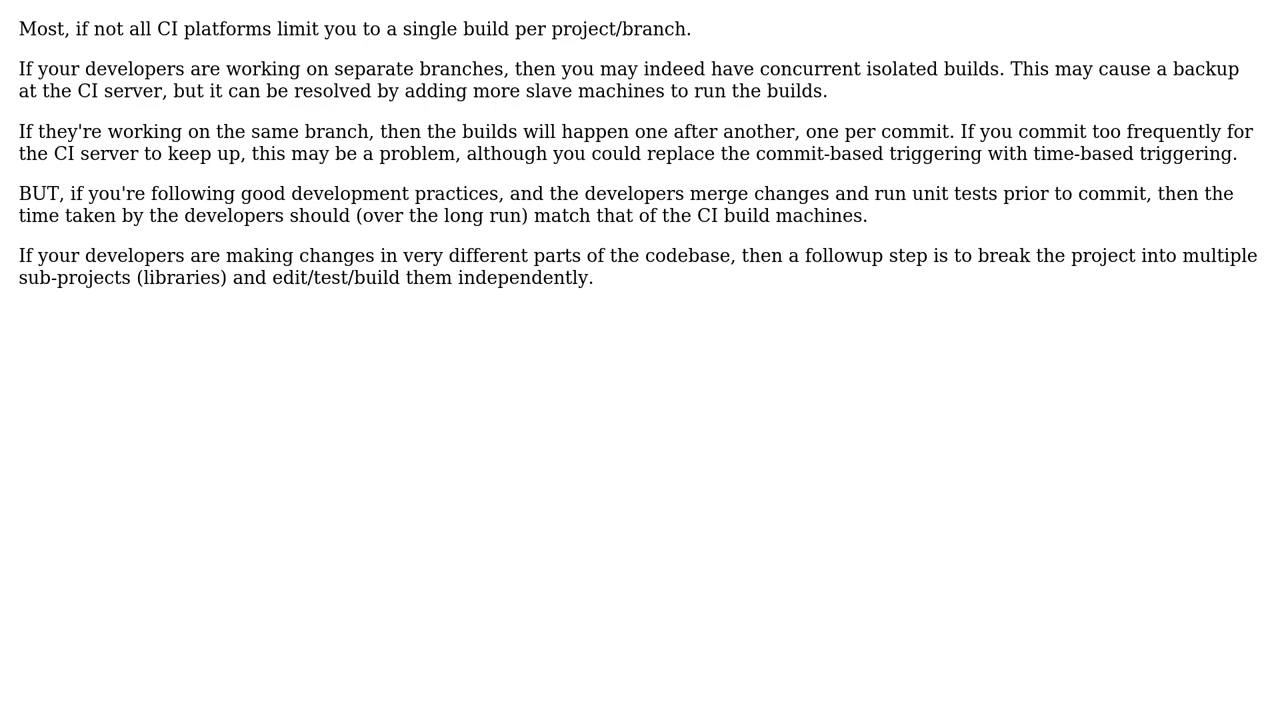 Most, if not all CI platforms limit you to a single build per project/branch.
If your developers are working on separate branches, then you may indeed have concurrent isolated builds. This may cause a backup
at the CI server, but it can be resolved by adding more slave machines to run the builds.
If they're working on the same branch, then the builds will happen one after another, one per commit. If you commit too frequently for
the CI server to keep up, this may be a problem, although you could replace the commit-based triggering with time-based triggering.
BUT, if you're following good development practices, and the developers merge changes and run unit tests prior to commit, then the
time taken by the developers should (over the long run) match that of the CI build machines.
If your developers are making changes in very different parts of the codebase, then a followup step is to break the project into multiple
sub-projects (libraries) and edit/test/build them independently.